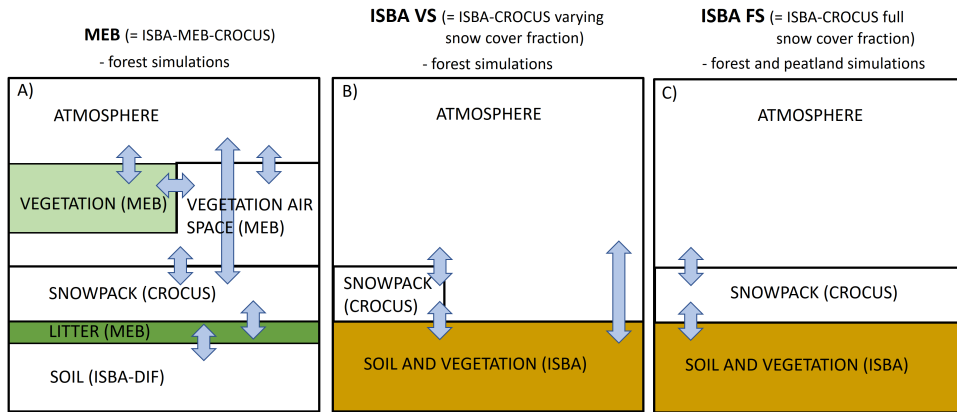 MEB (= ISBA-MEB-CROCUS)
- forest simulations
ISBA VS (= ISBA-CROCUS varying
snow cover fraction)
- forest simulations
ISBA FS (= ISBA-CROCUS full
snow cover fraction)
- forest and peatland simulations
A)
ATMOSPHERE
VEGETATION (MEB)
VEGETATION AIR
SPACE (MEB)
SNOWPACK (CROCUS)
LITTER (MEB)
SOIL (ISBA-DIF)
B)
ATMOSPHERE
SNOWPACK
(CROCUS)
SOIL AND VEGETATION (ISBA)
C)
ATMOSPHERE
SNOWPACK (CROCUS)
SOIL AND VEGETATION (ISBA)